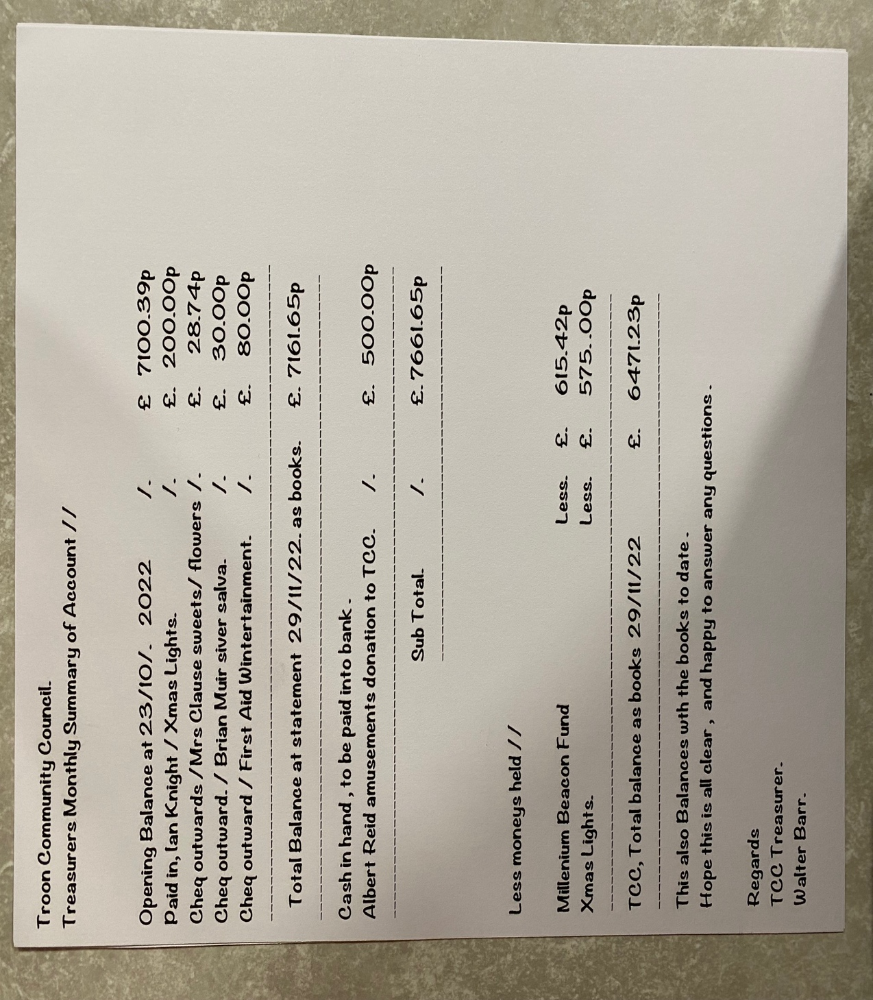 Troon Community Council.
Treasurers Monthly Summary of Account //
Opening Balance at 23/10/. 2022 /. £ 7100.39p
Paid in, Ian Knight / Xmas Lights. /. £. 200.00p
Cheq outwards /Mrs Clause sweets/ flowers /. £. 28.74p
Cheq outward. / Brian Muir siver salva. /. £. 30.00p
Cheq outward / First Aid Wintertainment. /. £. 80.00p
Total Balance at statement 29/11/22. as books. £. 7161.65p
Cash in hand , to be paid into bank .
Albert Reid amusements donation to TCC. /. £. 500.00p
Sub Total. /. £. 7661.65p
Less moneys held //
Millenium Beacon Fund Less. £. 615.42p
Xmas Lights. Less. £. 575..00p
TCC, Total balance as books 29/11/22 £. 6471.23p
This also Balances wth the books to date .
Hope this is all clear , and happy to answer any questions .
Regards
TCC Treasurer.
Walter Barr.